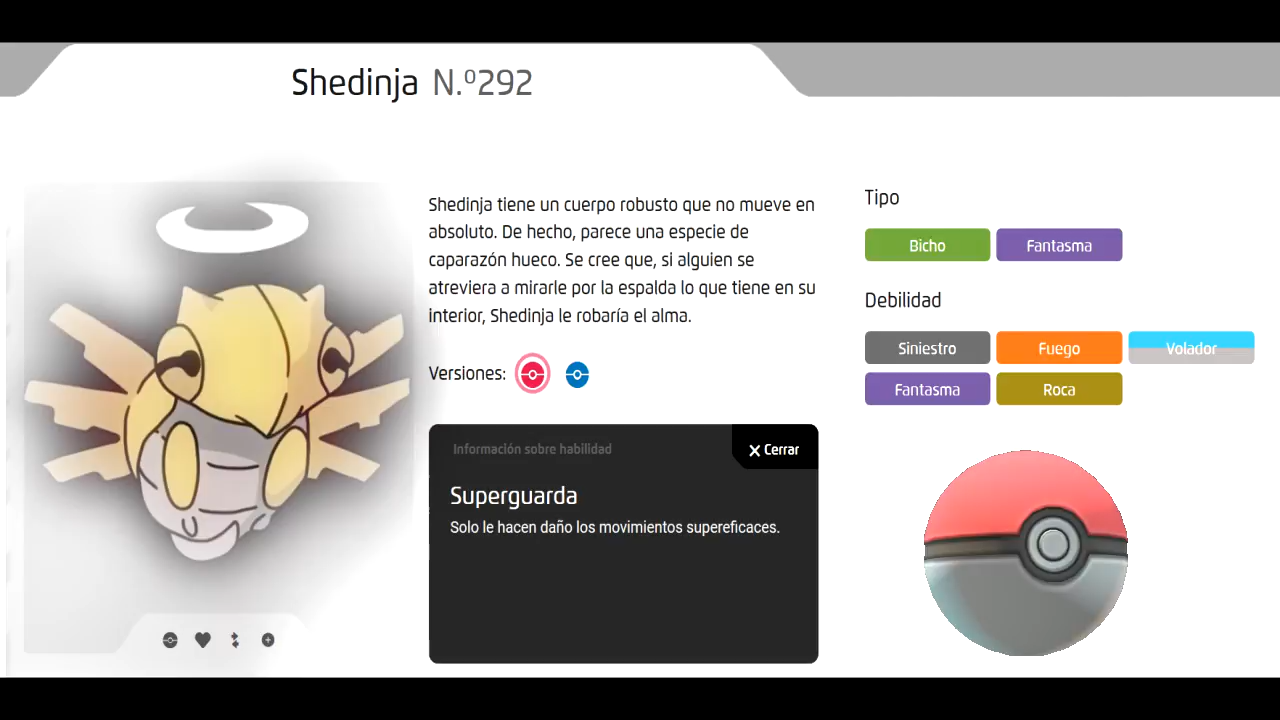 Shedinja N.º292
Shedinja tiene un cuerpo robusto que no mueve en
absoluto. De hecho, parece una especie de
caparazón hueco. Se cree que, si alguien se
atreviera a mirarle por la espalda lo que tiene en su
interior, Shedinja le robaría el alma.
Versiones:
Información sobre habilidad
X Cerrar
Superguarda
Solo le hacen daño los movimientos supereficaces.
Tipo
Bicho
Fantasma
Debilidad
Siniestro
Fuego
Volador
Fantasma
Roca